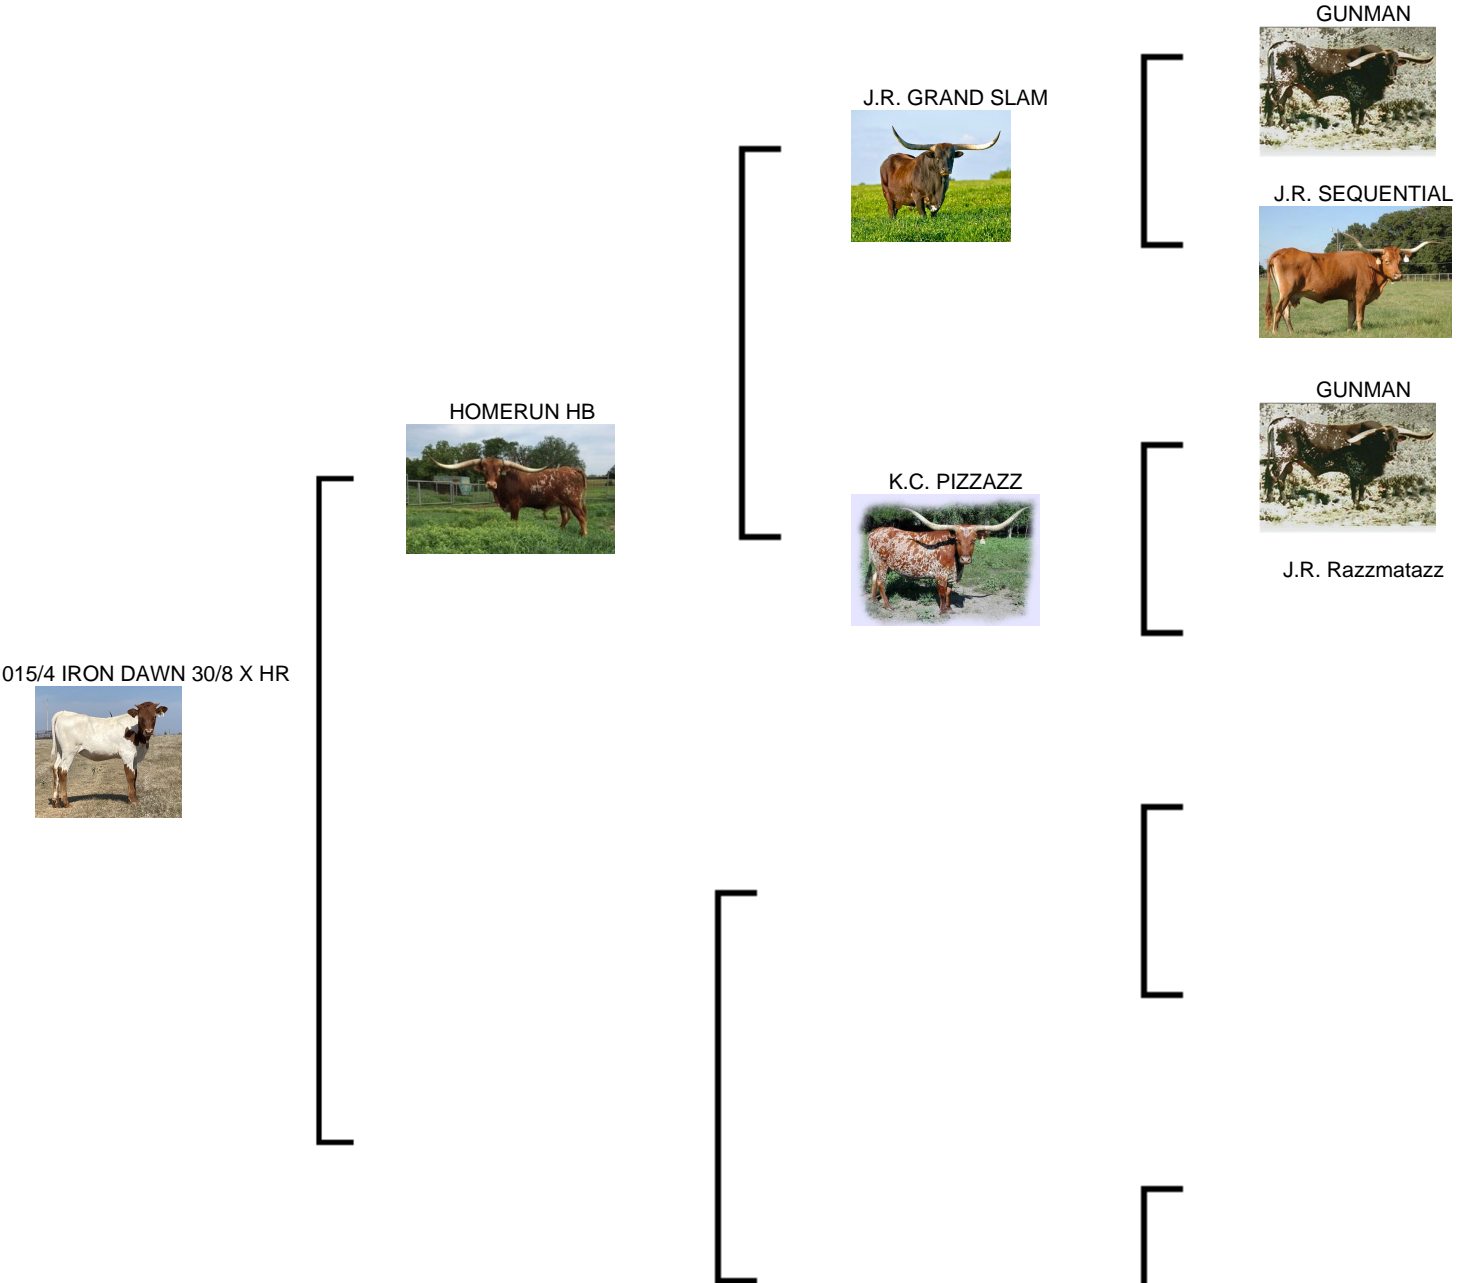 GUNMAN
J.R. GRAND SLAM
J.R. SEQUENTIAL
GUNMAN
HOMERUN HB
K.C. PIZZAZZ
J.R. Razzmatazz
015/4 IRON DAWN 30/8 X HR